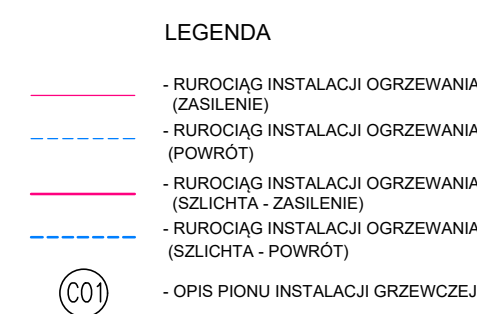 LEGENDA
- RUROCIĄG INSTALACJI OGRZEWANIA
(ZASILENIE)
- RUROCIĄG INSTALACJI OGRZEWANIA
(POWRÓT)
- RUROCIĄG INSTALACJI OGRZEWANIA
(SZLICHTA - ZASILENIE)
- RUROCIĄG INSTALACJI OGRZEWANIA
(SZLICHTA - POWRÓT)
CO1 - OPIS PIONU INSTALACJI GRZEWCZEJ